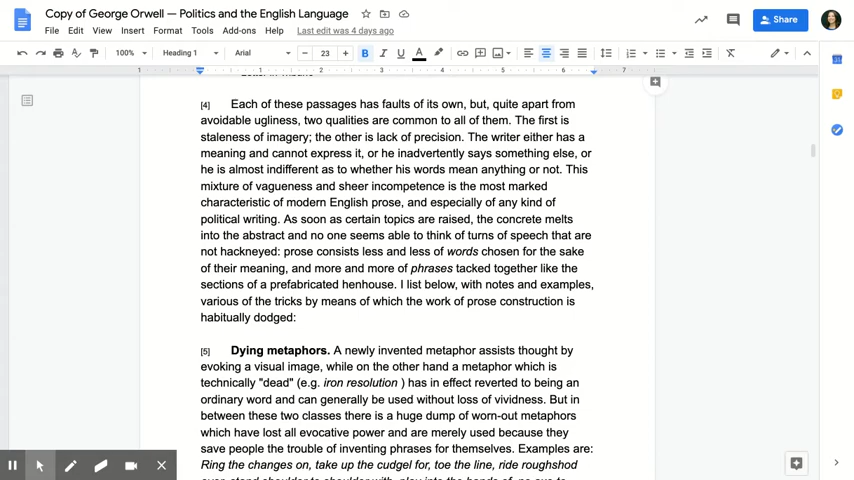 Copy of George Orwell — Politics and the English Language
File Edit View Insert Format Tools Add-ons Help Last edit was 4 days ago
Share
100% Heading 1 Arial 23 B I U A
1 1 2 3 4 5 6 7
[4] Each of these passages has faults of its own, but, quite apart from
avoidable ugliness, two qualities are common to all of them. The first is
staleness of imagery; the other is lack of precision. The writer either has a
meaning and cannot express it, or he inadvertently says something else, or
he is almost indifferent as to whether his words mean anything or not. This
mixture of vagueness and sheer incompetence is the most marked
characteristic of modern English prose, and especially of any kind of
political writing. As soon as certain topics are raised, the concrete melts
into the abstract and no one seems able to think of turns of speech that are
not hackneyed: prose consists less and less of words chosen for the sake
of their meaning, and more and more of phrases tacked together like the
sections of a prefabricated henhouse. I list below, with notes and examples,
various of the tricks by means of which the work of prose construction is
habitually dodged:
[5] Dying metaphors. A newly invented metaphor assists thought by
evoking a visual image, while on the other hand a metaphor which is
technically "dead" (e.g. iron resolution ) has in effect reverted to being an
ordinary word and can generally be used without loss of vividness. But in
between these two classes there is a huge dump of worn-out metaphors
which have lost all evocative power and are merely used because they
save people the trouble of inventing phrases for themselves. Examples are:
Ring the changes on, take up the cudgel for, toe the line, ride roughshod